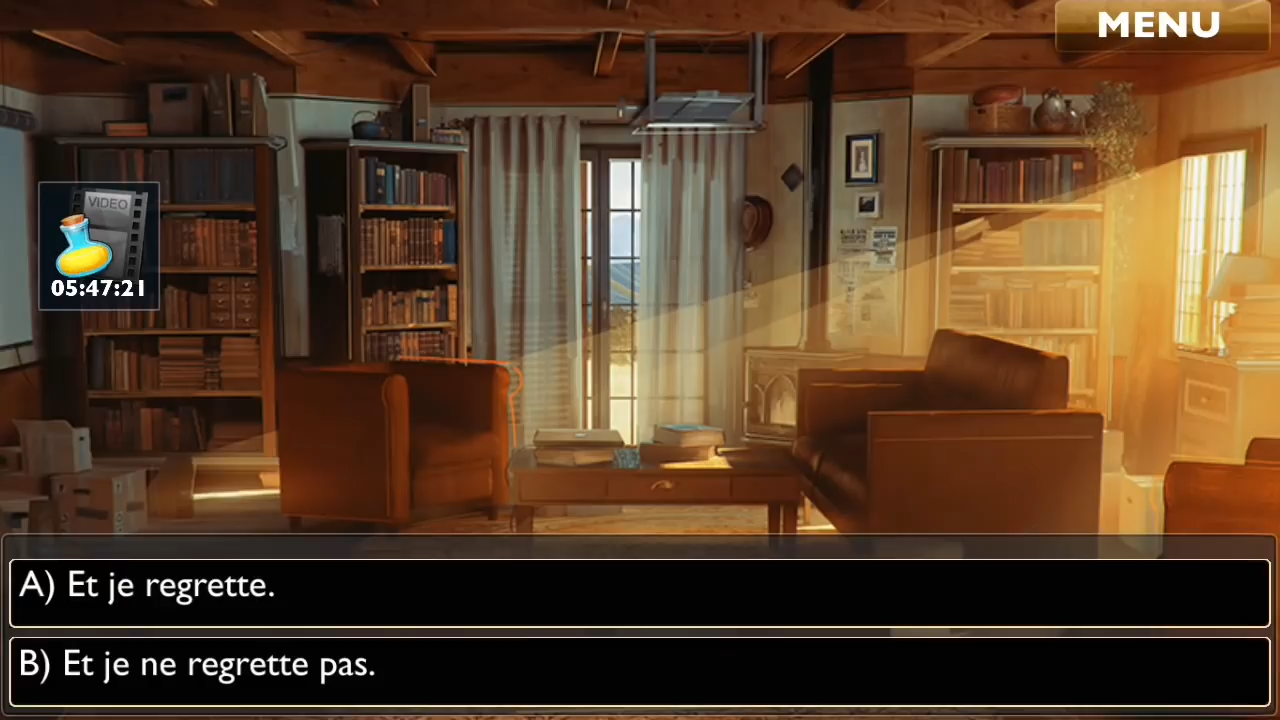 MENU
VIDEO
05:47:21
A) Et je regrette.
B) Et je ne regrette pas.